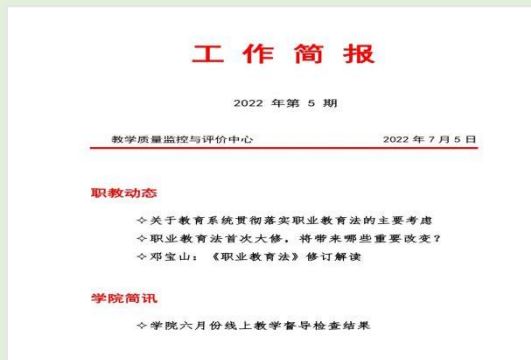 工作简报
2022 年第 5 期
教学质量监控与评价中心 2022 年 7 月 5 日
职教动态
✧关于教育系统贯彻落实职业教育法的主要考虑
✧职业教育法首次大修，将带来哪些重要改变？
✧邓宝山：《职业教育法》修订解读
学院简讯
✧学院六月份线上教学督导检查结果